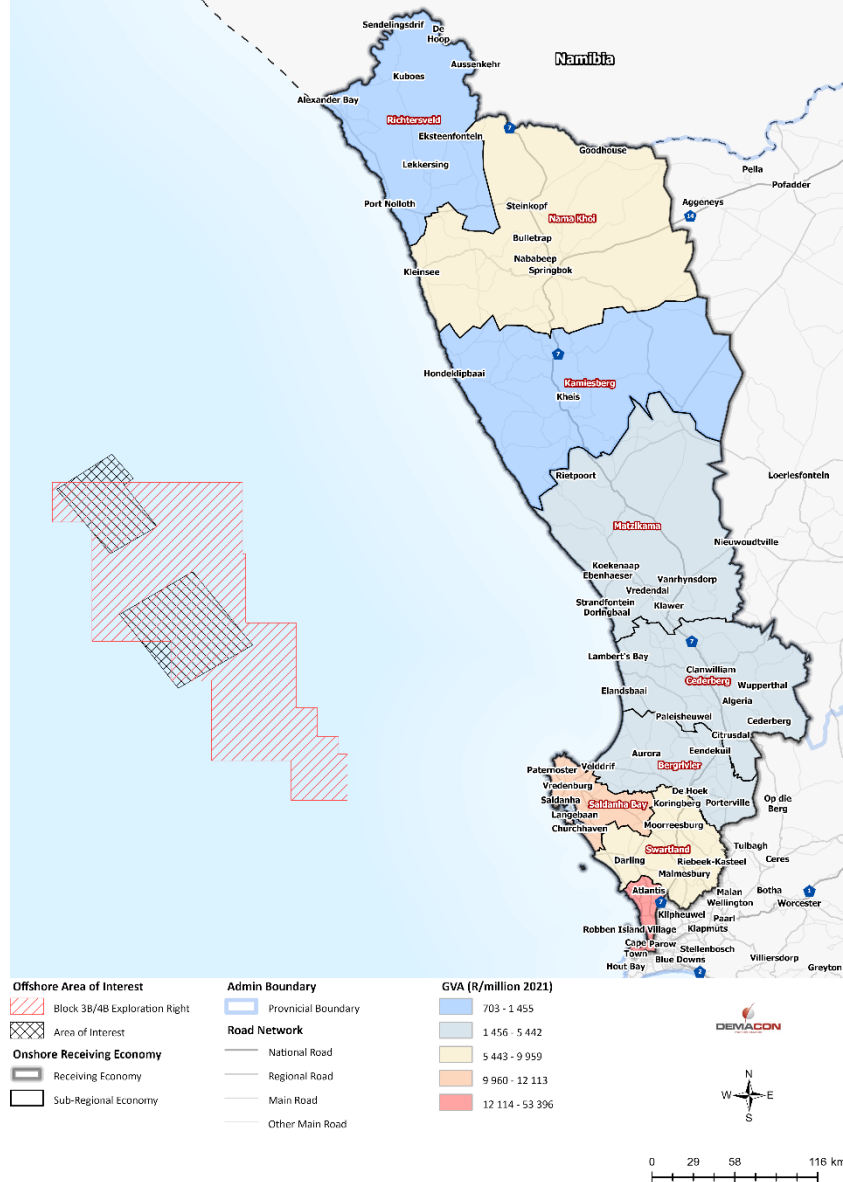 Sendelingsdrif
De
Hoop
Aussenkehr
Namibia
Kuboes
Alexander Bay
Richtersveld
7
Eksteenfontein
Goodhouse
Lekkersing
Pella
Pofadder
Port Nolloth
Steinkopf
Aggeneys
Nama Khoi
14
Bulletrap
Nababeep
Kleinsee
Springbok
7
Hondeklipbaai
Kamiesberg
Kheis
Rietpoort
Loeriesfontein
Matzikama
Nieuwoudtville
Koekenaap
Ebenhaeser
Vanrhynsdorp
Vredendal
Strandfontein
Klawer
Doringbaai
7
Lambert's Bay
Clanwilliam
Cederberg
Wupperthal
Elandsbaai
Algeria
Paleisheuwel
Cederberg
Citrusdal
Aurora
Eendekuil
Velddrif
Bergrivier
Paternoster
Vredenburg
De Hoek
Saldanha
Saldanha Bay
Koringberg
Porterville
Op die
Berg
Langebaan
Churchhaven
Moorreesburg
Swartland
Tulbagh
Darling
Riebeek-Kasteel
Ceres
Malmesbury
Atlantis
Malan
Botha
1
7
Wellington
Worcester
Kilpheuwel
Paarl
Robben Island Village
Klapmuts
Cape
Town
Parow
Stellenbosch
Blue Downs
Villiersdorp
Hout Bay
2
Greyton
Offshore Area of Interest
Block 3B/4B Exploration Right
Area of Interest
Onshore Receiving Economy
Receiving Economy
Sub-Regional Economy
Admin Boundary
Provnicial Boundary
Road Network
National Road
Regional Road
Main Road
Other Main Road
GVA (R/million 2021)
703 - 1 455
1 456 - 5 442
5 443 - 9 959
9 960 - 12 113
12 114 - 53 396
DEMACON
N
W E
S
0 29 58 116 km